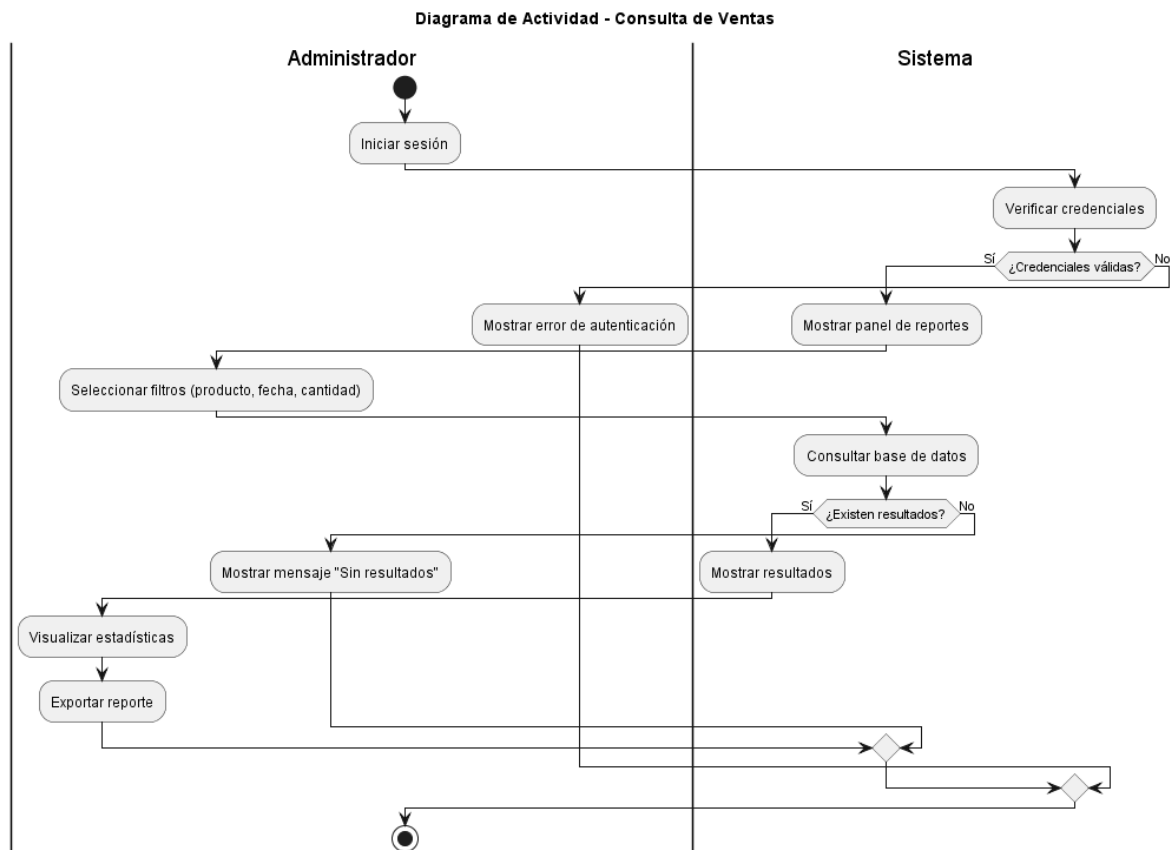 Diagrama de Actividad - Consulta de Ventas
Administrador
Sistema
Iniciar sesión
Verificar credenciales
Sí
¿Credenciales válidas?
No
Mostrar error de autenticación
Mostrar panel de reportes
Seleccionar filtros (producto, fecha, cantidad)
Consultar base de datos
Sí
¿Existen resultados?
No
Mostrar mensaje "Sin resultados"
Mostrar resultados
Visualizar estadísticas
Exportar reporte